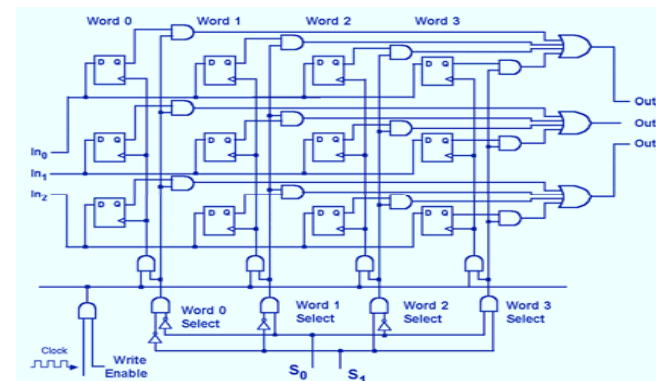 Word 0 Word 1 Word 2 Word 3
D Q D Q D Q D Q
Out
D Q D Q D Q D Q
Out
In0
Out
In1
In2
D Q D Q D Q D Q
Word 0 Select
Word 1 Select
Word 2 Select
Word 3 Select
Clock
Write Enable
S0 S1